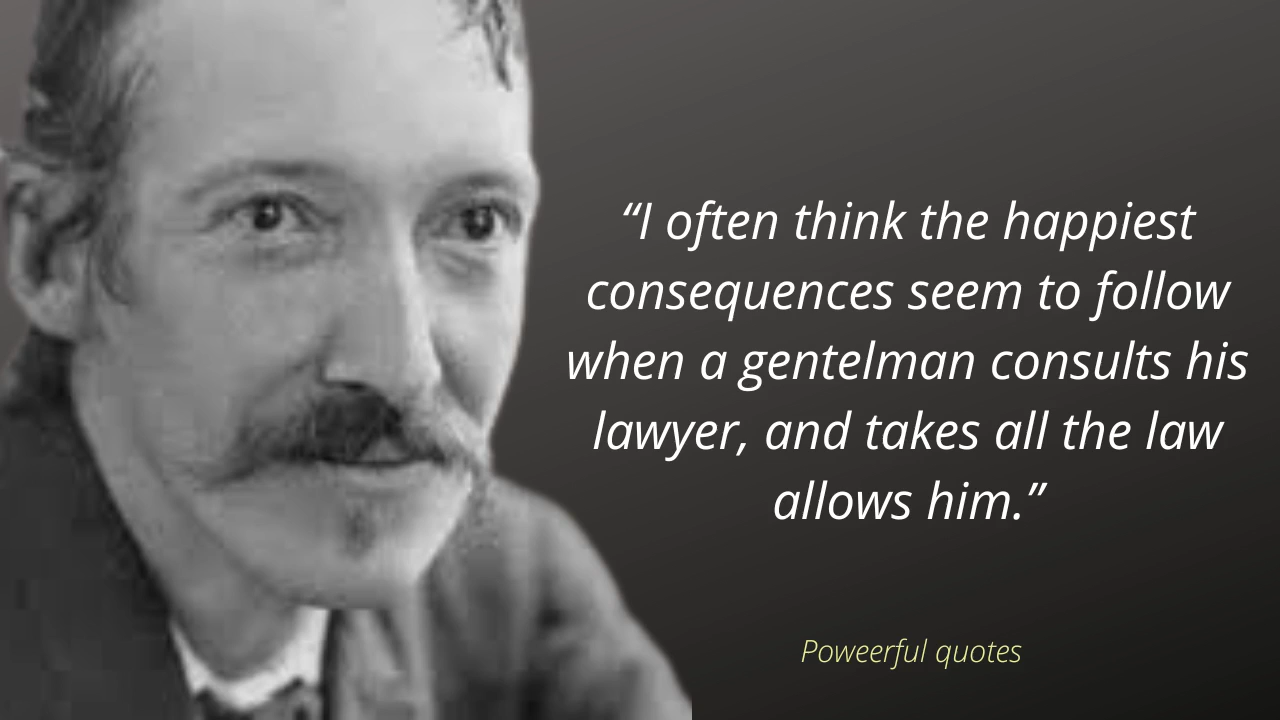 “I often think the happiest
consequences seem to follow
when a gentelman consults his
lawyer, and takes all the law
allows him.”
Poweerful quotes